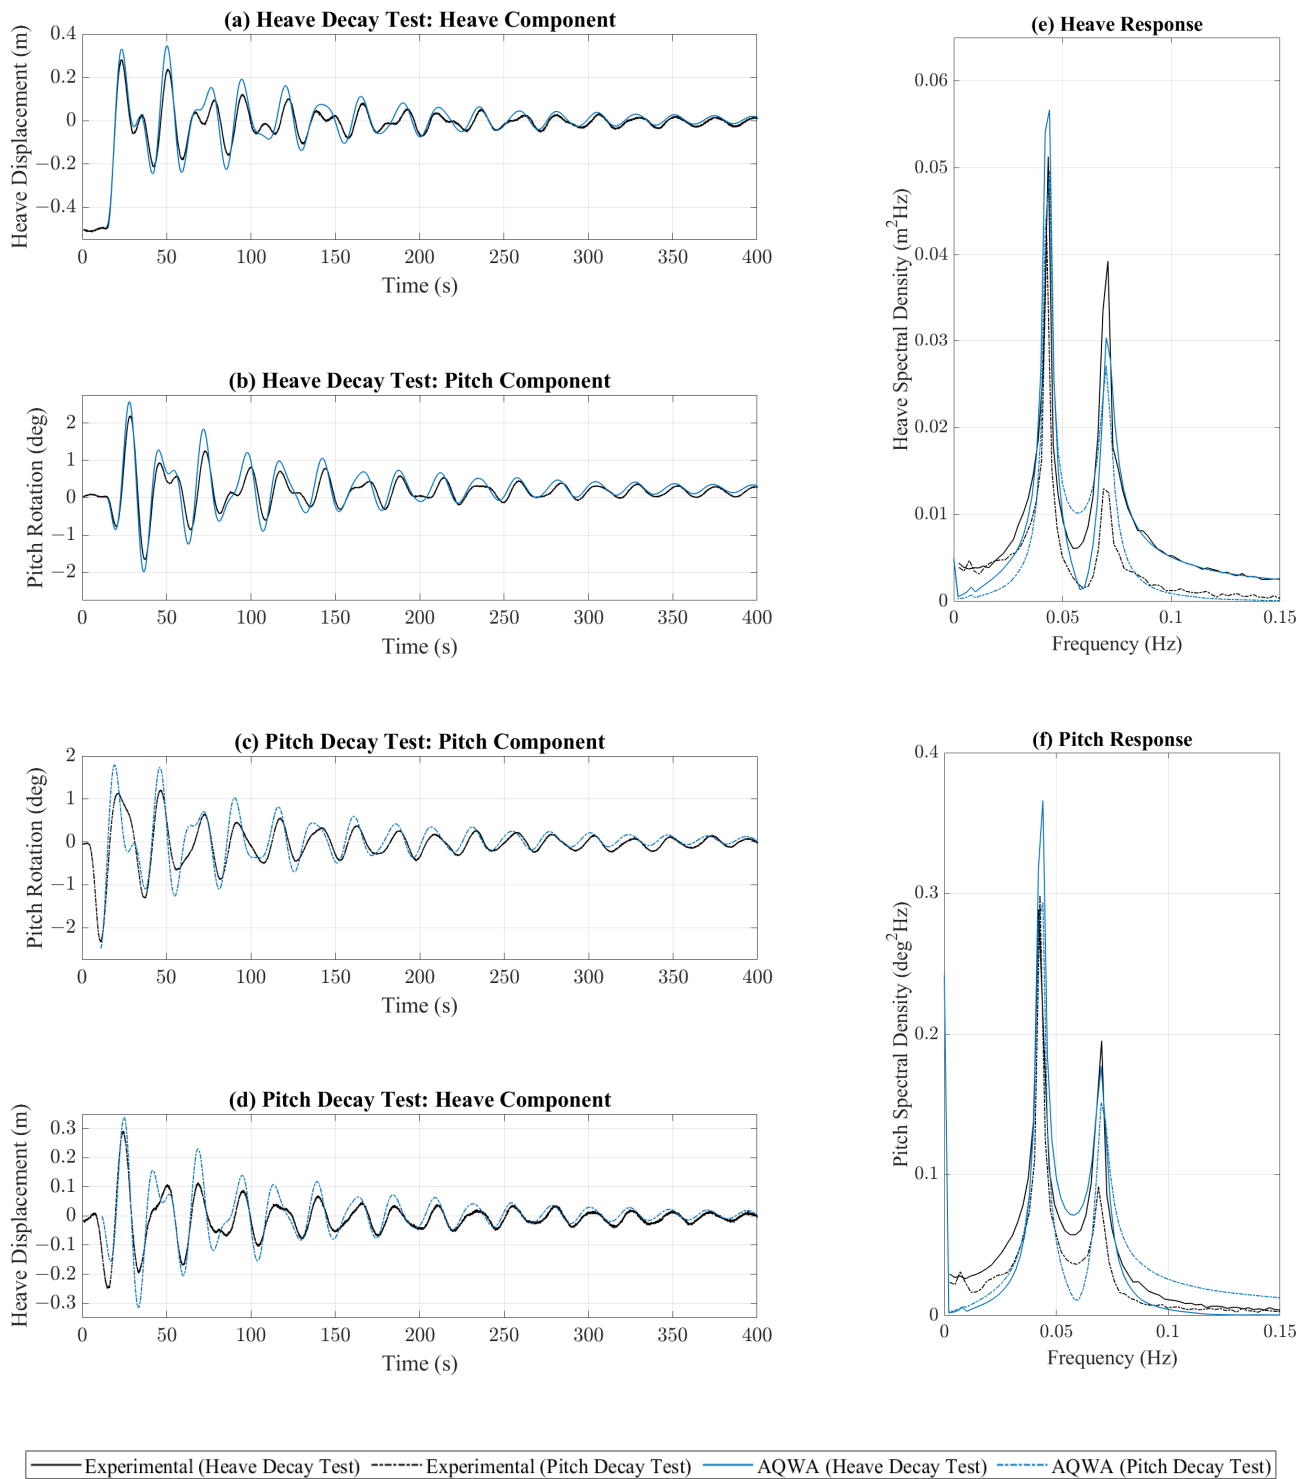 (a) Heave Decay Test: Heave Component
Heave Displacement (m)
0.4
0.2
0
−0.2
−0.4
0 50 100 150 200 250 300 350 400
Time (s)
(b) Heave Decay Test: Pitch Component
Pitch Rotation (deg)
2
1
0
−1
−2
0 50 100 150 200 250 300 350 400
Time (s)
(c) Pitch Decay Test: Pitch Component
Pitch Rotation (deg)
2
1
0
−1
−2
0 50 100 150 200 250 300 350 400
Time (s)
(d) Pitch Decay Test: Heave Component
Heave Displacement (m)
0.3
0.2
0.1
0
−0.1
−0.2
−0.3
0 50 100 150 200 250 300 350 400
Time (s)
(e) Heave Response
Heave Spectral Density (m²Hz)
0.06
0.05
0.04
0.03
0.02
0.01
0
0 0.05 0.1 0.15
Frequency (Hz)
(f) Pitch Response
Pitch Spectral Density (deg²Hz)
0.4
0.3
0.2
0.1
0
0 0.05 0.1 0.15
Frequency (Hz)
Experimental (Heave Decay Test) Experimental (Pitch Decay Test) AQWA (Heave Decay Test) AQWA (Pitch Decay Test)